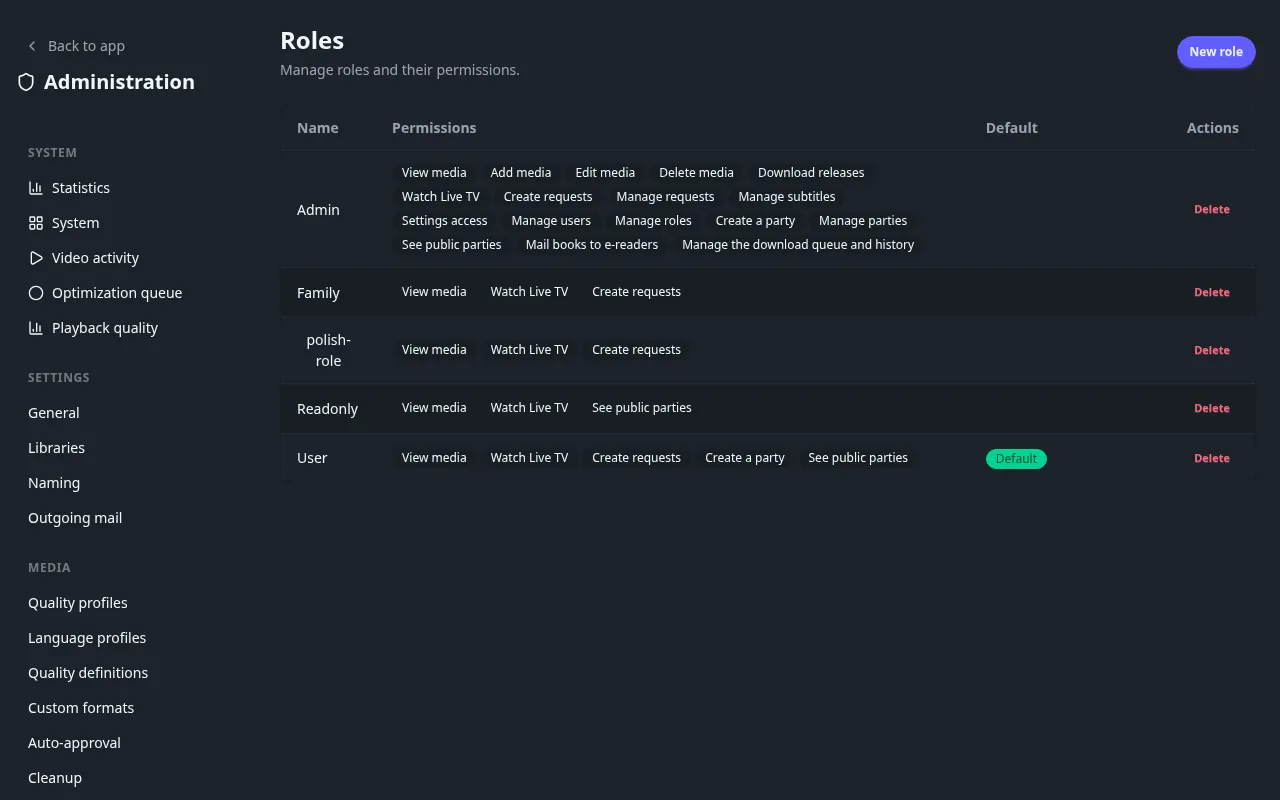 Back to app
Administration
SYSTEM
Statistics
System
Video activity
Optimization queue
Playback quality
SETTINGS
General
Libraries
Naming
Outgoing mail
MEDIA
Quality profiles
Language profiles
Quality definitions
Custom formats
Auto-approval
Cleanup
Roles
Manage roles and their permissions.
New role
Name Permissions Default Actions
Admin
View media Add media Edit media Delete media Download releases
Watch Live TV Create requests Manage requests Manage subtitles
Settings access Manage users Manage roles Create a party Manage parties
See public parties Mail books to e-readers Manage the download queue and history
Delete
Family View media Watch Live TV Create requests Delete
polish-
role
View media Watch Live TV Create requests Delete
Readonly View media Watch Live TV See public parties Delete
User View media Watch Live TV Create requests Create a party See public parties Default Delete